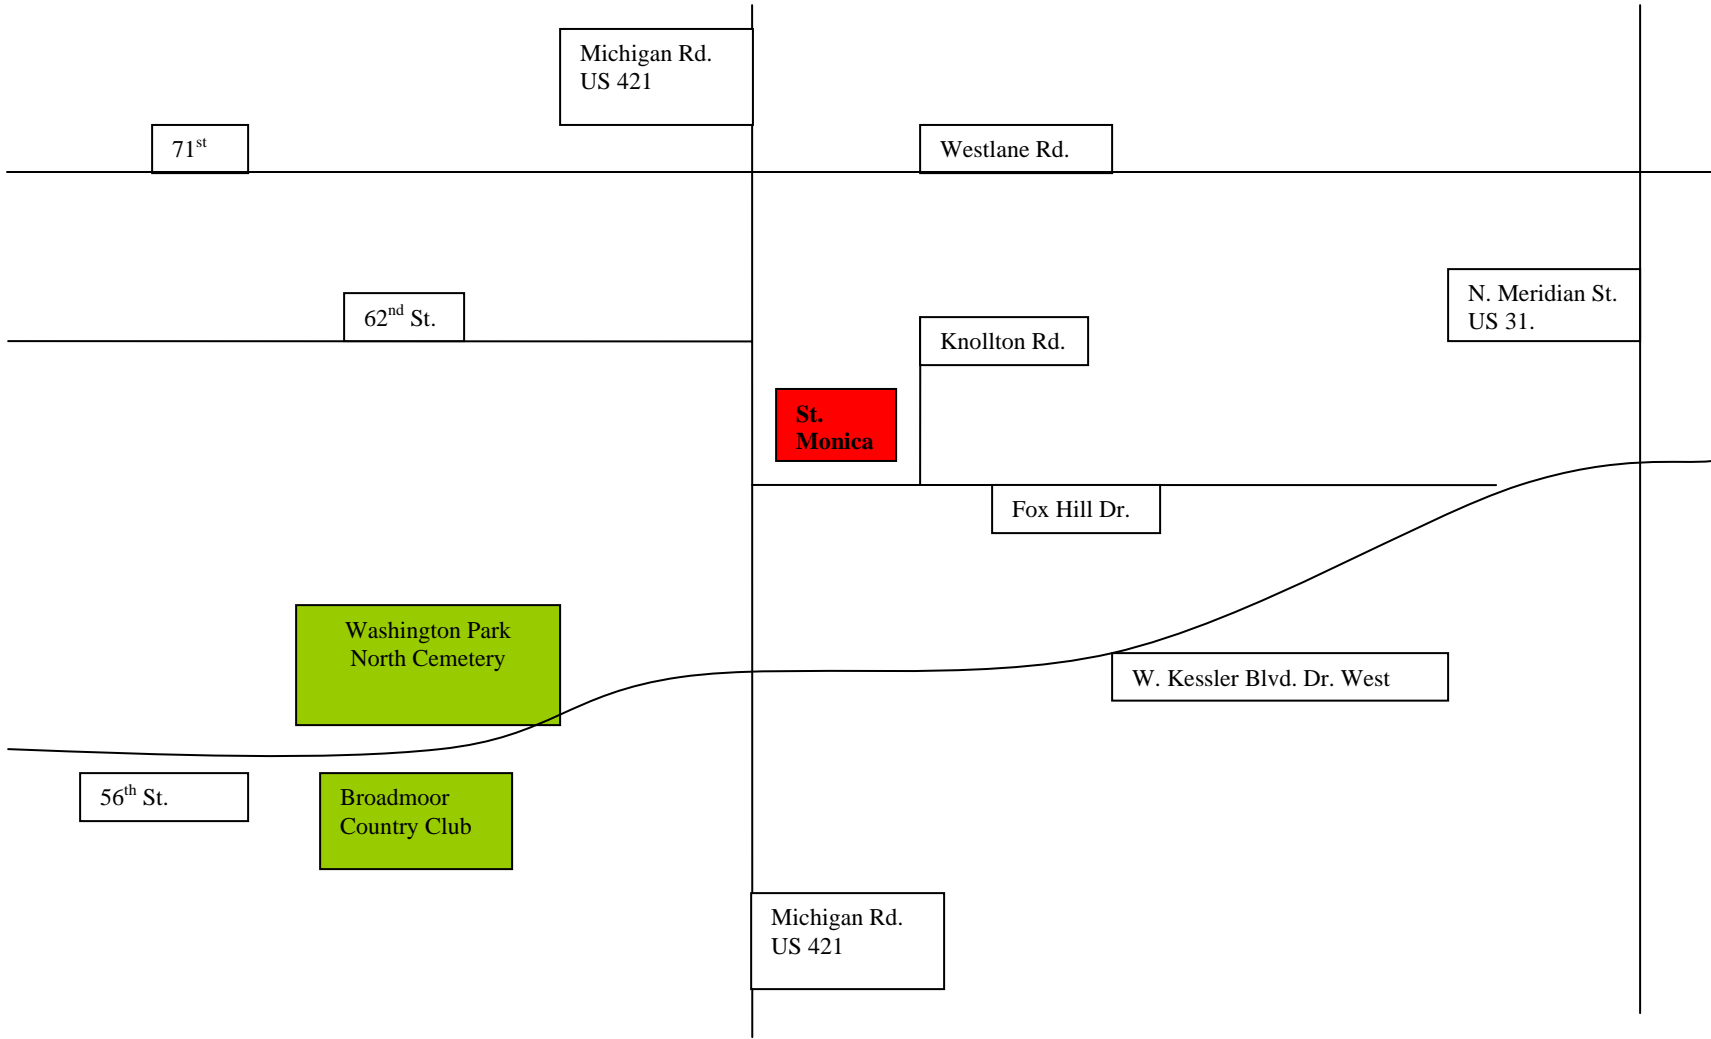 Michigan Rd.
US 421
71st
Westlane Rd.
N. Meridian St.
US 31.
62nd St.
Knollton Rd.
St.
Monica
Fox Hill Dr.
Washington Park
North Cemetery
W. Kessler Blvd. Dr. West
56th St.
Broadmoor
Country Club
Michigan Rd.
US 421